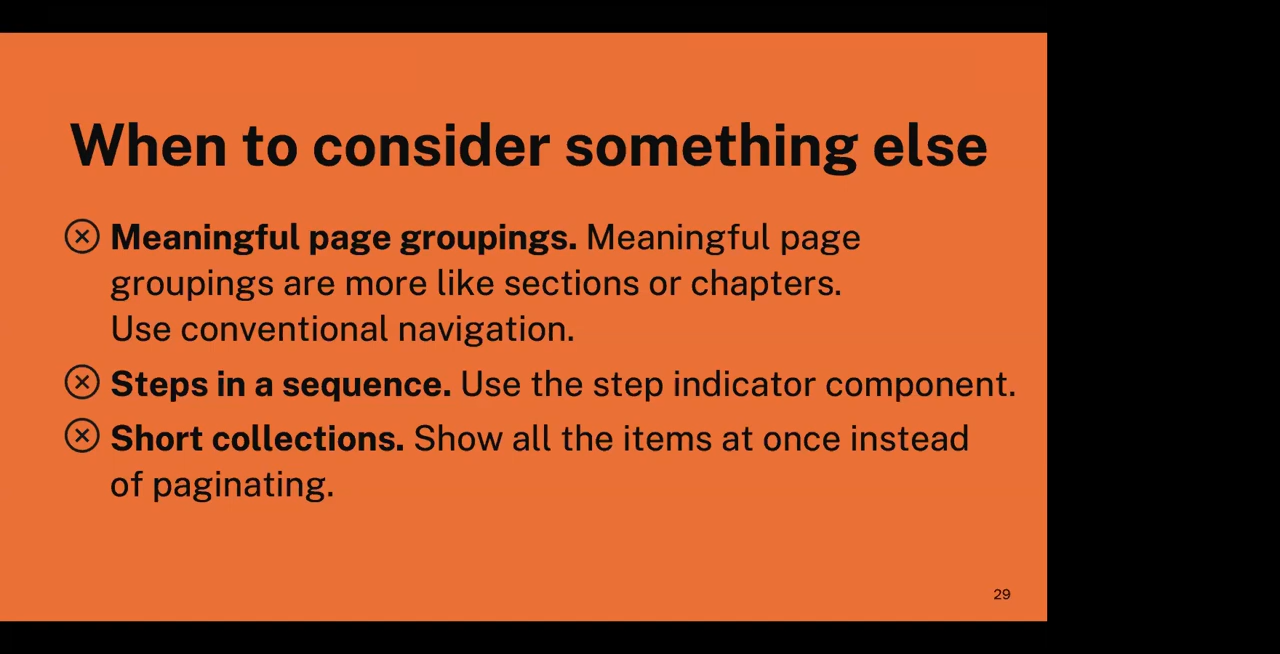 When to consider something else
Meaningful page groupings. Meaningful page
groupings are more like sections or chapters.
Use conventional navigation.
Steps in a sequence. Use the step indicator component.
Short collections. Show all the items at once instead
of paginating.
29